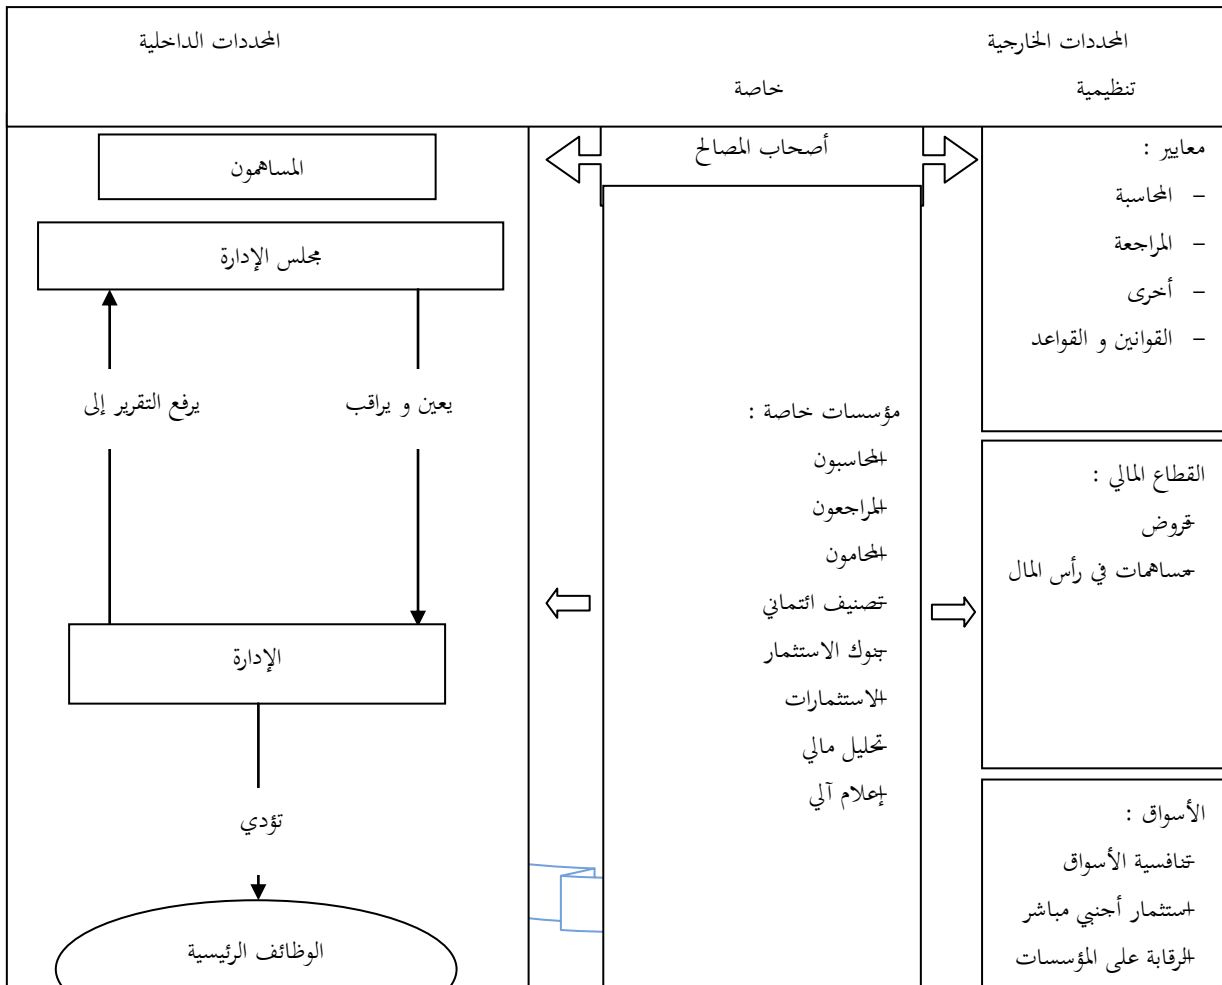 المحددات الخارجية
المحددات الداخلية
تنظيمية
خاصة
معايير :
– المحاسبة
– المراجعة
– أخرى
– القوانين و القواعد
القطاع المالي :
- قروض
- مساهمات في رأس المال
الأسواق :
- تنافسية الأسواق
- استثمار أجنبي مباشر
- الرقابة على المؤسسات
أصحاب المصالح
مؤسسات خاصة :
- المحاسبون
- المراجعون
- المحامون
- تصنيف ائتماني
- بنوك الاستثمار
- الاستثمارات
- تحليل مالي
- إعلام آلي
المساهمون
مجلس الإدارة
يعين و يراقب
يرفع التقرير إلى
الإدارة
تؤدي
الوظائف الرئيسية